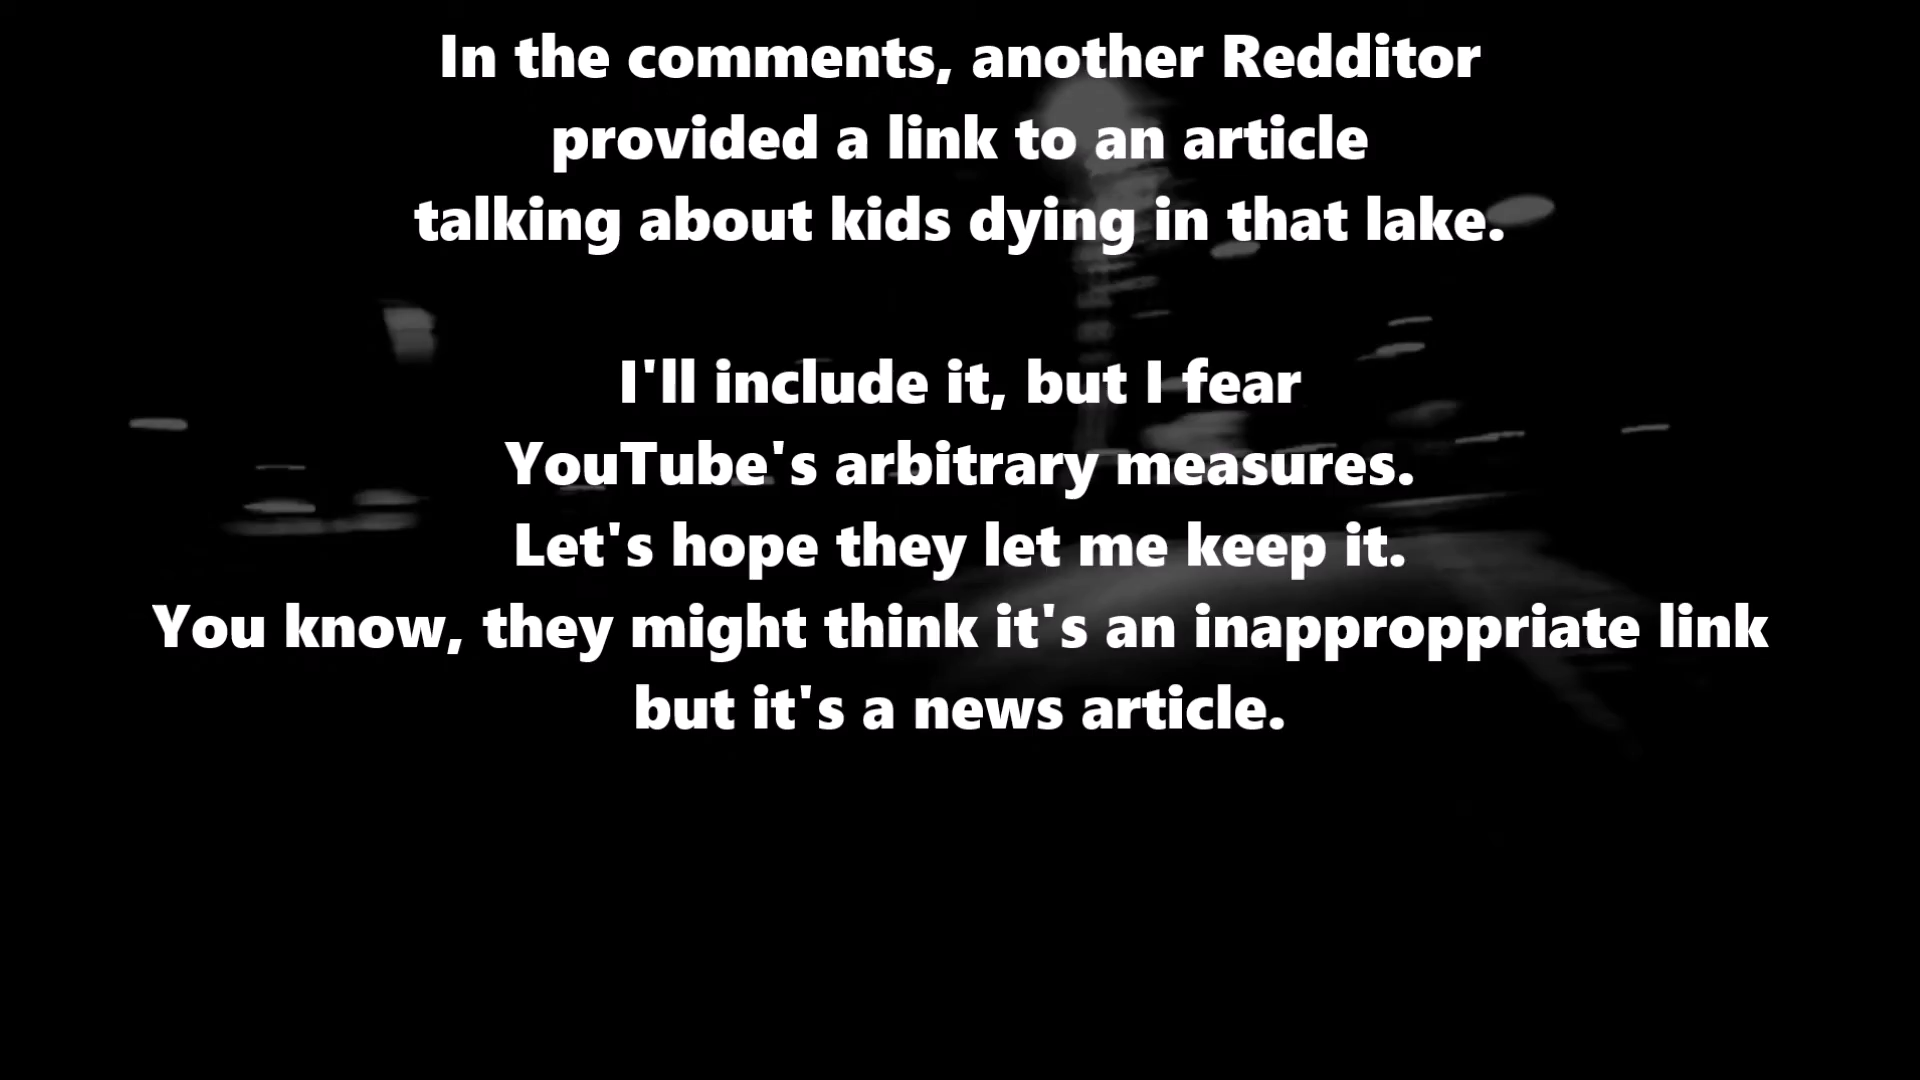 In the comments, another Redditor
provided a link to an article
talking about kids dying in that lake.
I'll include it, but I fear
YouTube's arbitrary measures.
Let's hope they let me keep it.
You know, they might think it's an inapproppriate link
but it's a news article.